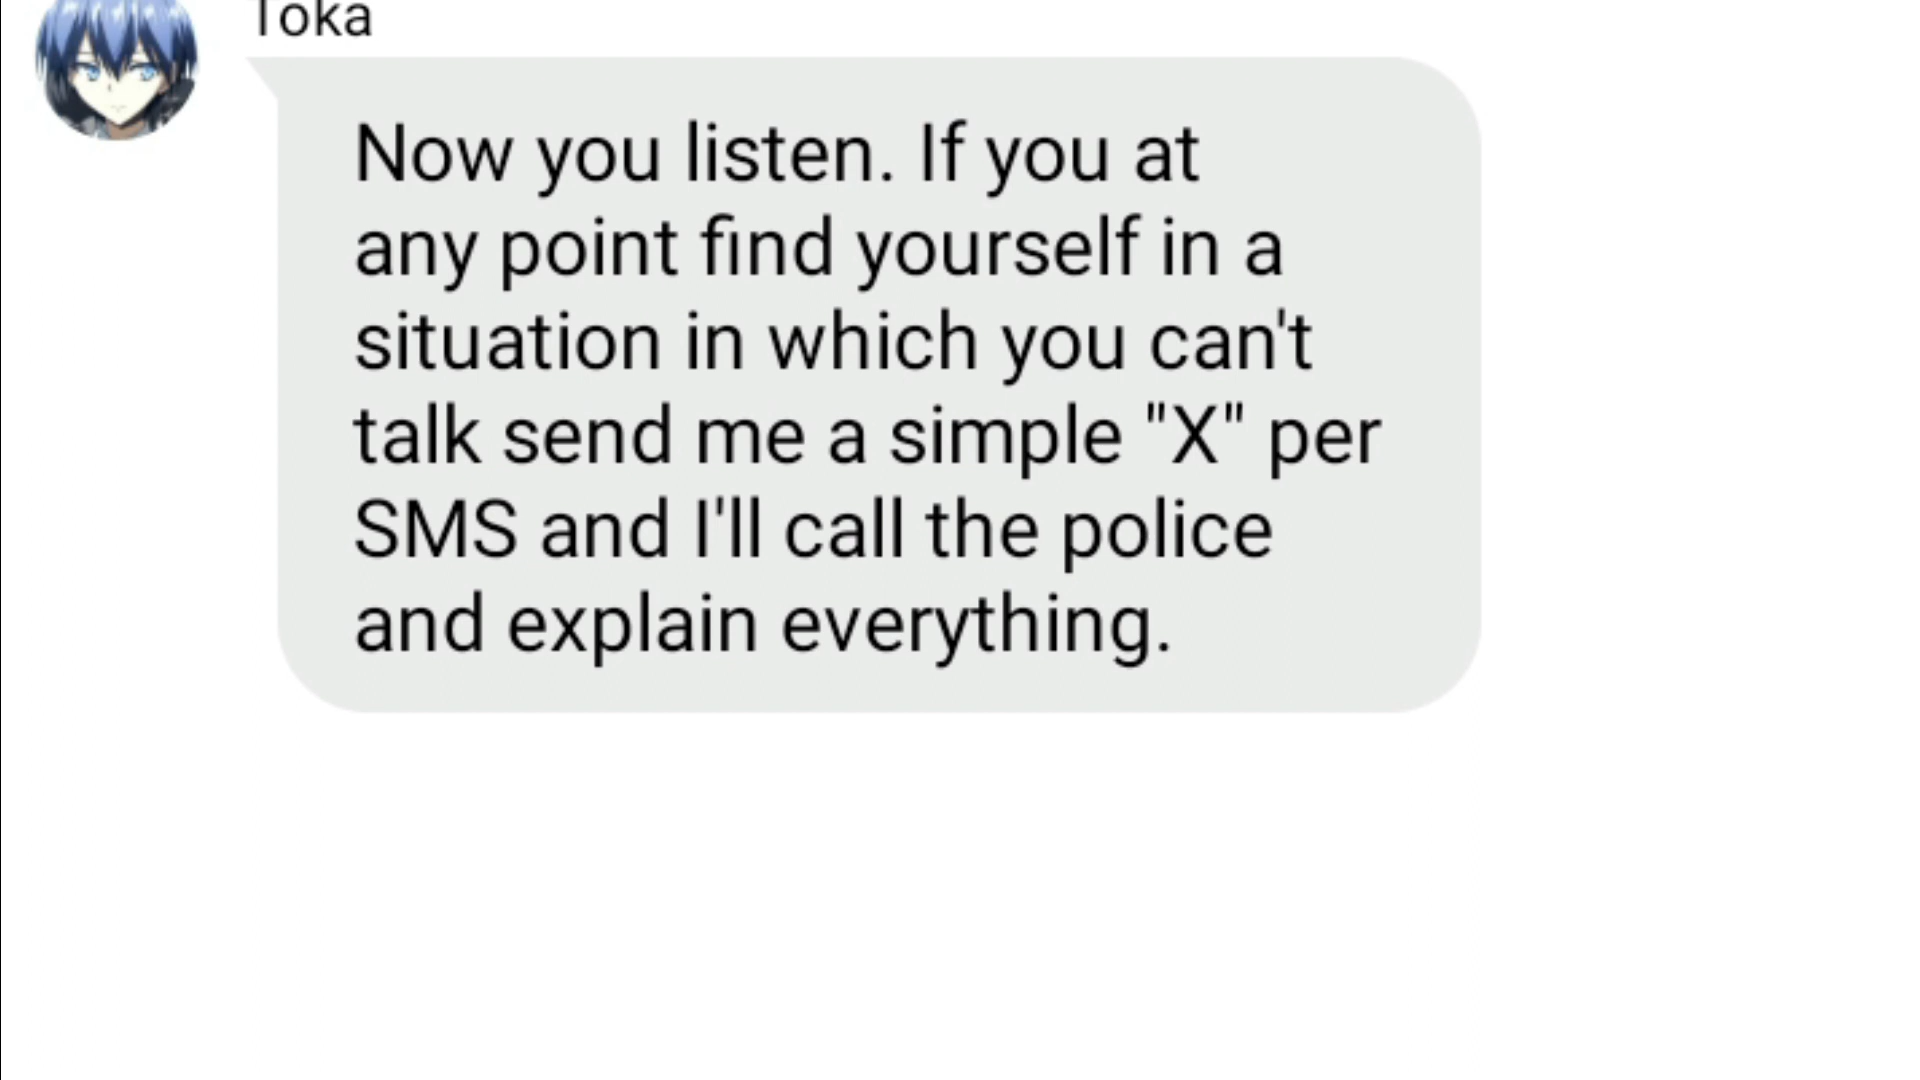 Toka
Now you listen. If you at
any point find yourself in a
situation in which you can't
talk send me a simple "X" per
SMS and I'll call the police
and explain everything.